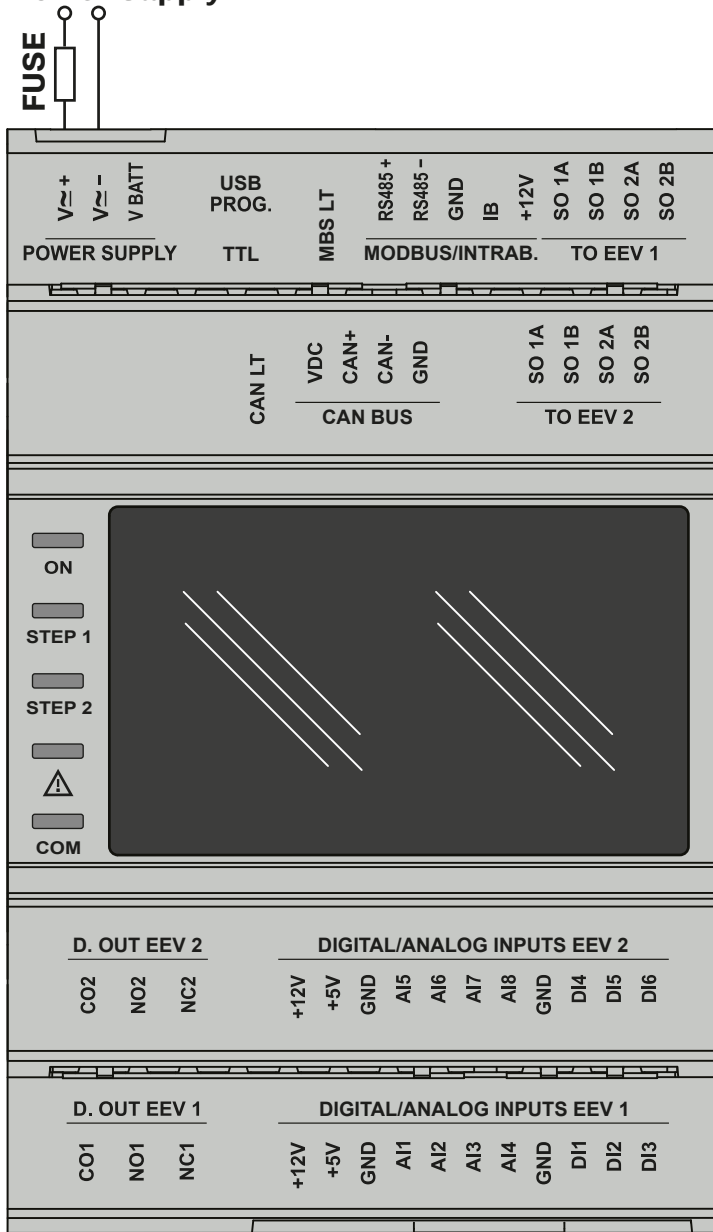 FUSE
V≂ + V≂ – V BATT USB PROG. MBS LT RS485 + RS485 – GND IB +12V SO 1A SO 1B SO 2A SO 2B
POWER SUPPLY TTL MODBUS/INTRAB. TO EEV 1
CAN LT VDC CAN+ CAN- GND SO 1A SO 1B SO 2A SO 2B
CAN BUS TO EEV 2
ON
STEP 1
STEP 2
COM
D. OUT EEV 2 DIGITAL/ANALOG INPUTS EEV 2
CO2 NO2 NC2 +12V +5V GND AI5 AI6 AI7 AI8 GND DI4 DI5 DI6
D. OUT EEV 1 DIGITAL/ANALOG INPUTS EEV 1
CO1 NO1 NC1 +12V +5V GND AI1 AI2 AI3 AI4 GND DI1 DI2 DI3